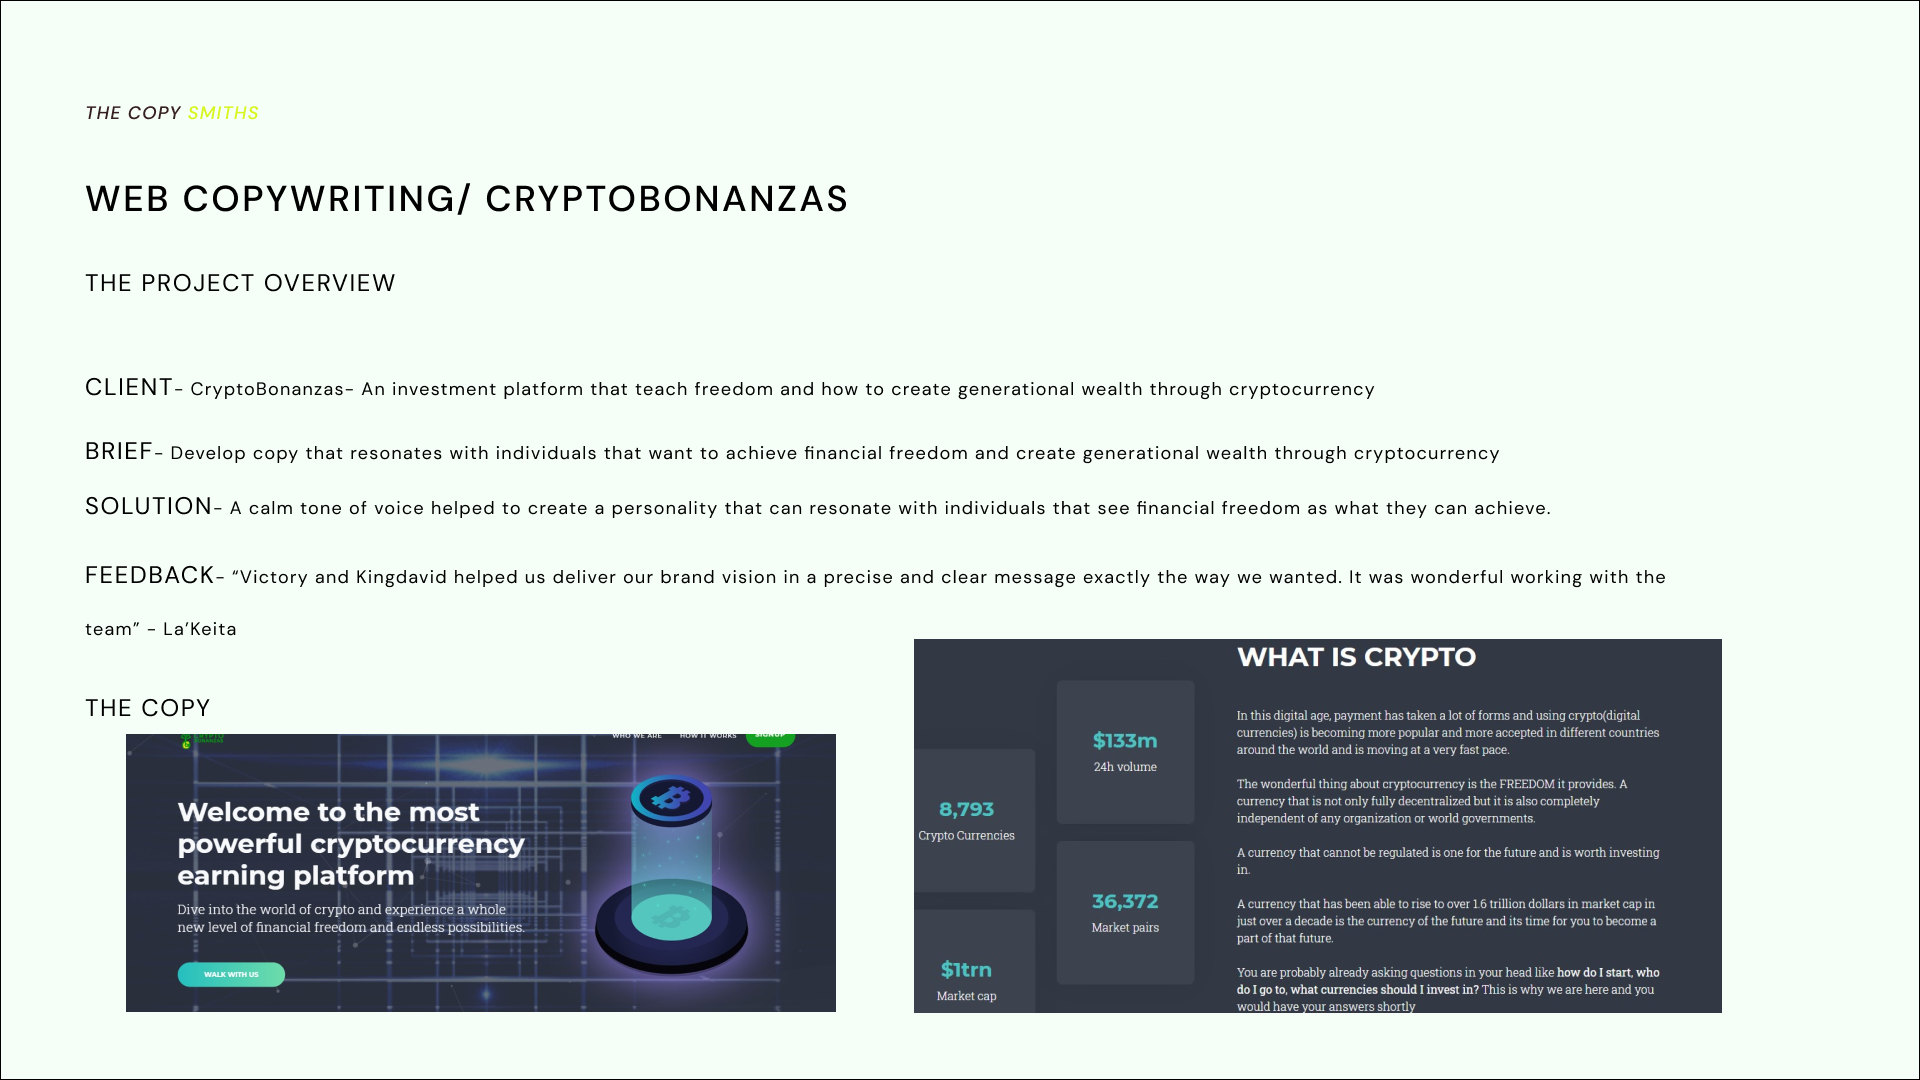 THE COPY SMITHS
WEB COPYWRITING/ CRYPTOBONANZAS
THE PROJECT OVERVIEW
CLIENT- CryptoBonanzas- An investment platform that teach freedom and how to create generational wealth through cryptocurrency
BRIEF- Develop copy that resonates with individuals that want to achieve financial freedom and create generational wealth through cryptocurrency
SOLUTION- A calm tone of voice helped to create a personality that can resonate with individuals that see financial freedom as what they can achieve.
FEEDBACK- “Victory and Kingdavid helped us deliver our brand vision in a precise and clear message exactly the way we wanted. It was wonderful working with the
team” - La’Keita
THE COPY
WHO WE ARE HOW IT WORKS SIGNUP
Welcome to the most
powerful cryptocurrency
earning platform
Dive into the world of crypto and experience a whole
new level of financial freedom and endless possibilities.
WALK WITH US
8,793
Crypto Currencies
$1trn
Market cap
$133m
24h volume
36,372
Market pairs
WHAT IS CRYPTO
In this digital age, payment has taken a lot of forms and using crypto(digital
currencies) is becoming more popular and more accepted in different countries
around the world and is moving at a very fast pace.
The wonderful thing about cryptocurrency is the FREEDOM it provides. A
currency that is not only fully decentralized but it is also completely
independent of any organization or world governments.
A currency that cannot be regulated is one for the future and is worth investing
in.
A currency that has been able to rise to over 1.6 trillion dollars in market cap in
just over a decade is the currency of the future and its time for you to become a
part of that future.
You are probably already asking questions in your head like how do I start, who
do I go to, what currencies should I invest in? This is why we are here and you
would have your answers shortly